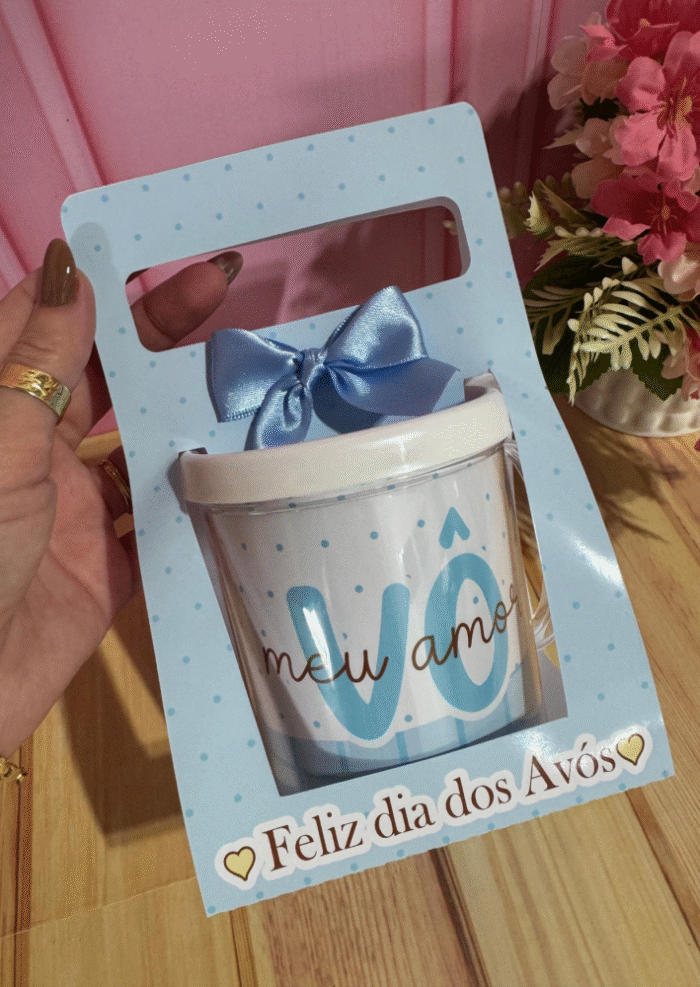 VÔ
meu amor
Feliz dia dos Avós